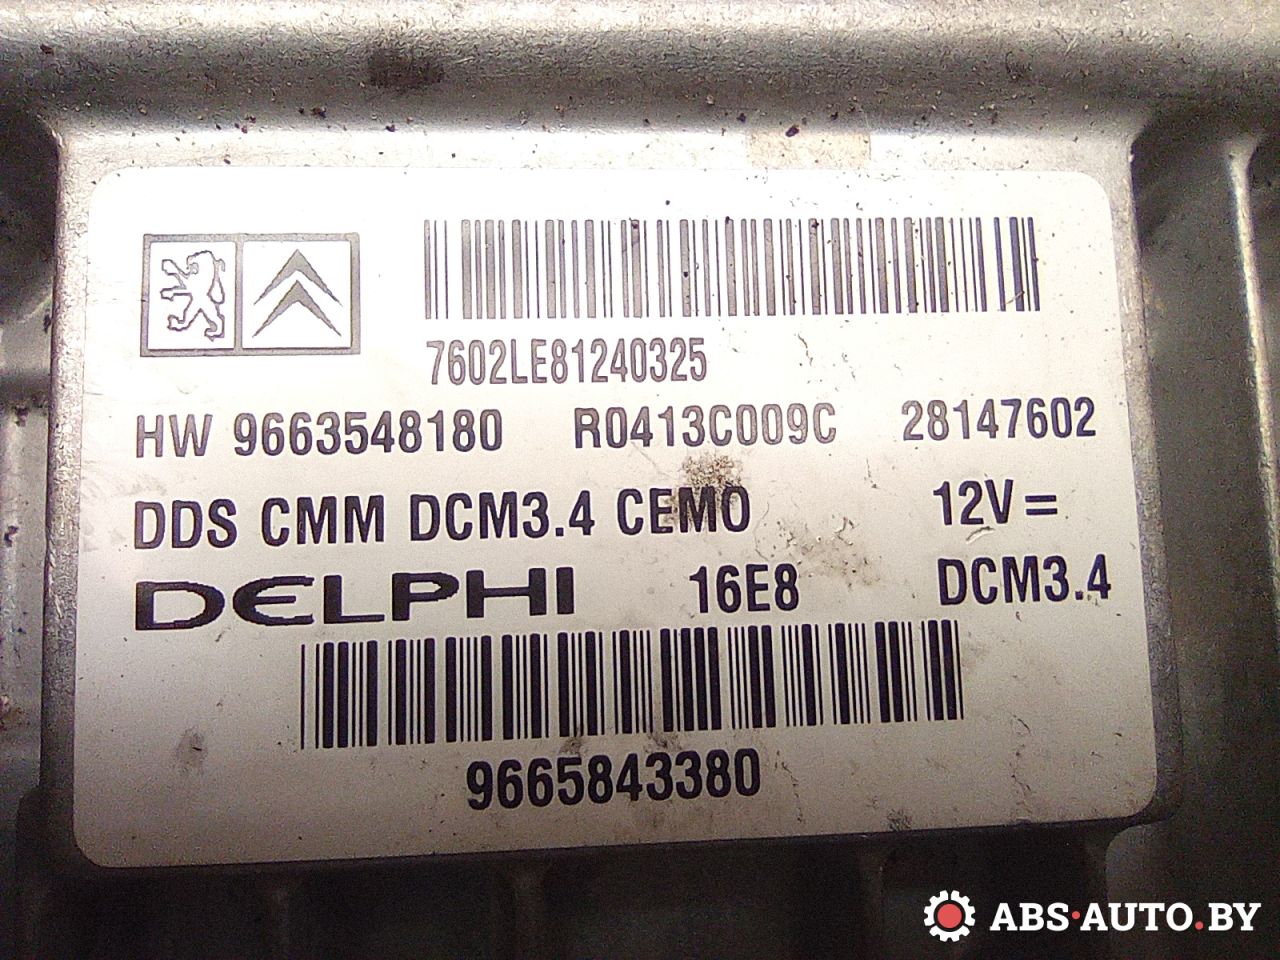 7602LE81240325
HW 9663548180 R0413C009C 28147602
DDS CMM DCM3.4 CEMO 12V=
DELPHI 16E8 DCM3.4
9665843380
ABS·AUTO.BY